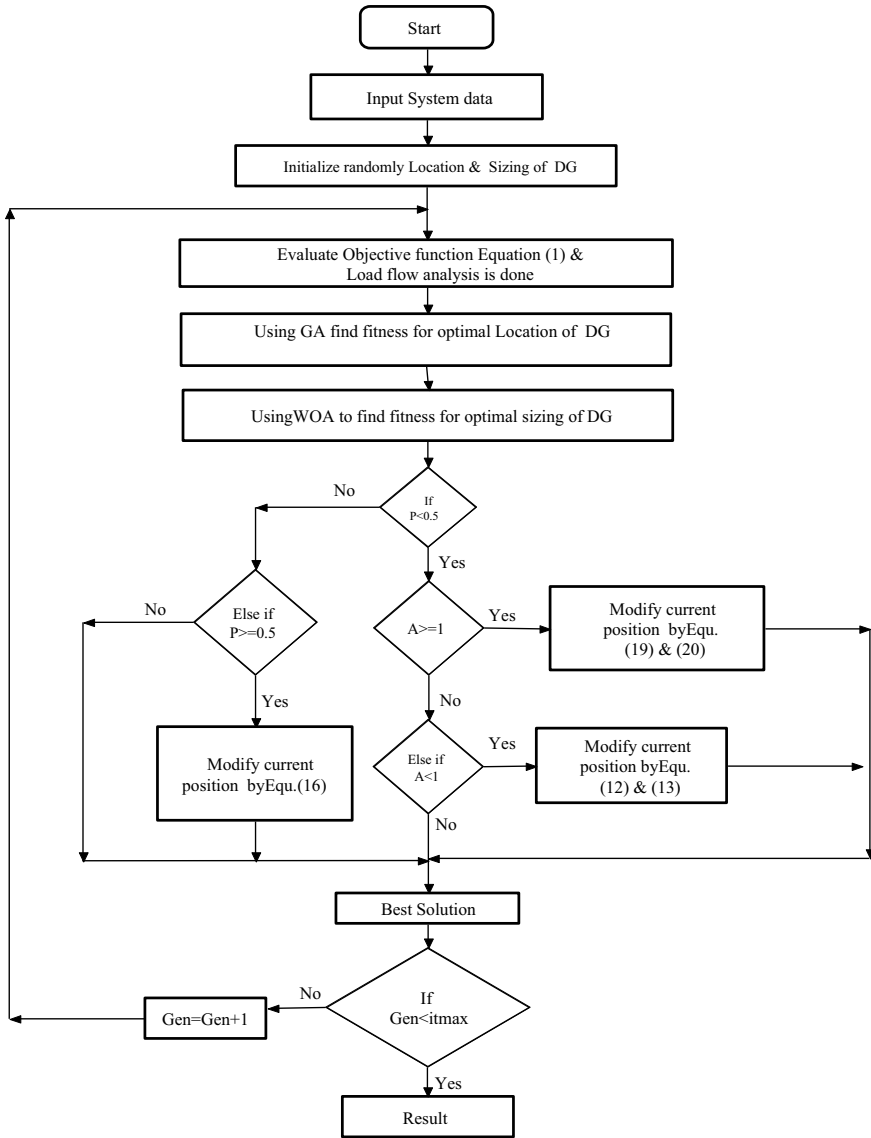 Start
Input System data
Initialize randomly Location & Sizing of DG
Evaluate Objective function Equation (1) &
Load flow analysis is done
Using GA find fitness for optimal Location of DG
UsingWOA to find fitness for optimal sizing of DG
If
P<0.5
No
Yes
No
Else if
P>=0.5
Yes
A>=1
Yes
Modify current
position byEqu.
(19) & (20)
No
Modify current
position byEqu.(16)
Else if
A<1
Yes
Modify current
position byEqu.
(12) & (13)
No
Best Solution
If
Gen<itmax
No
Gen=Gen+1
Yes
Result